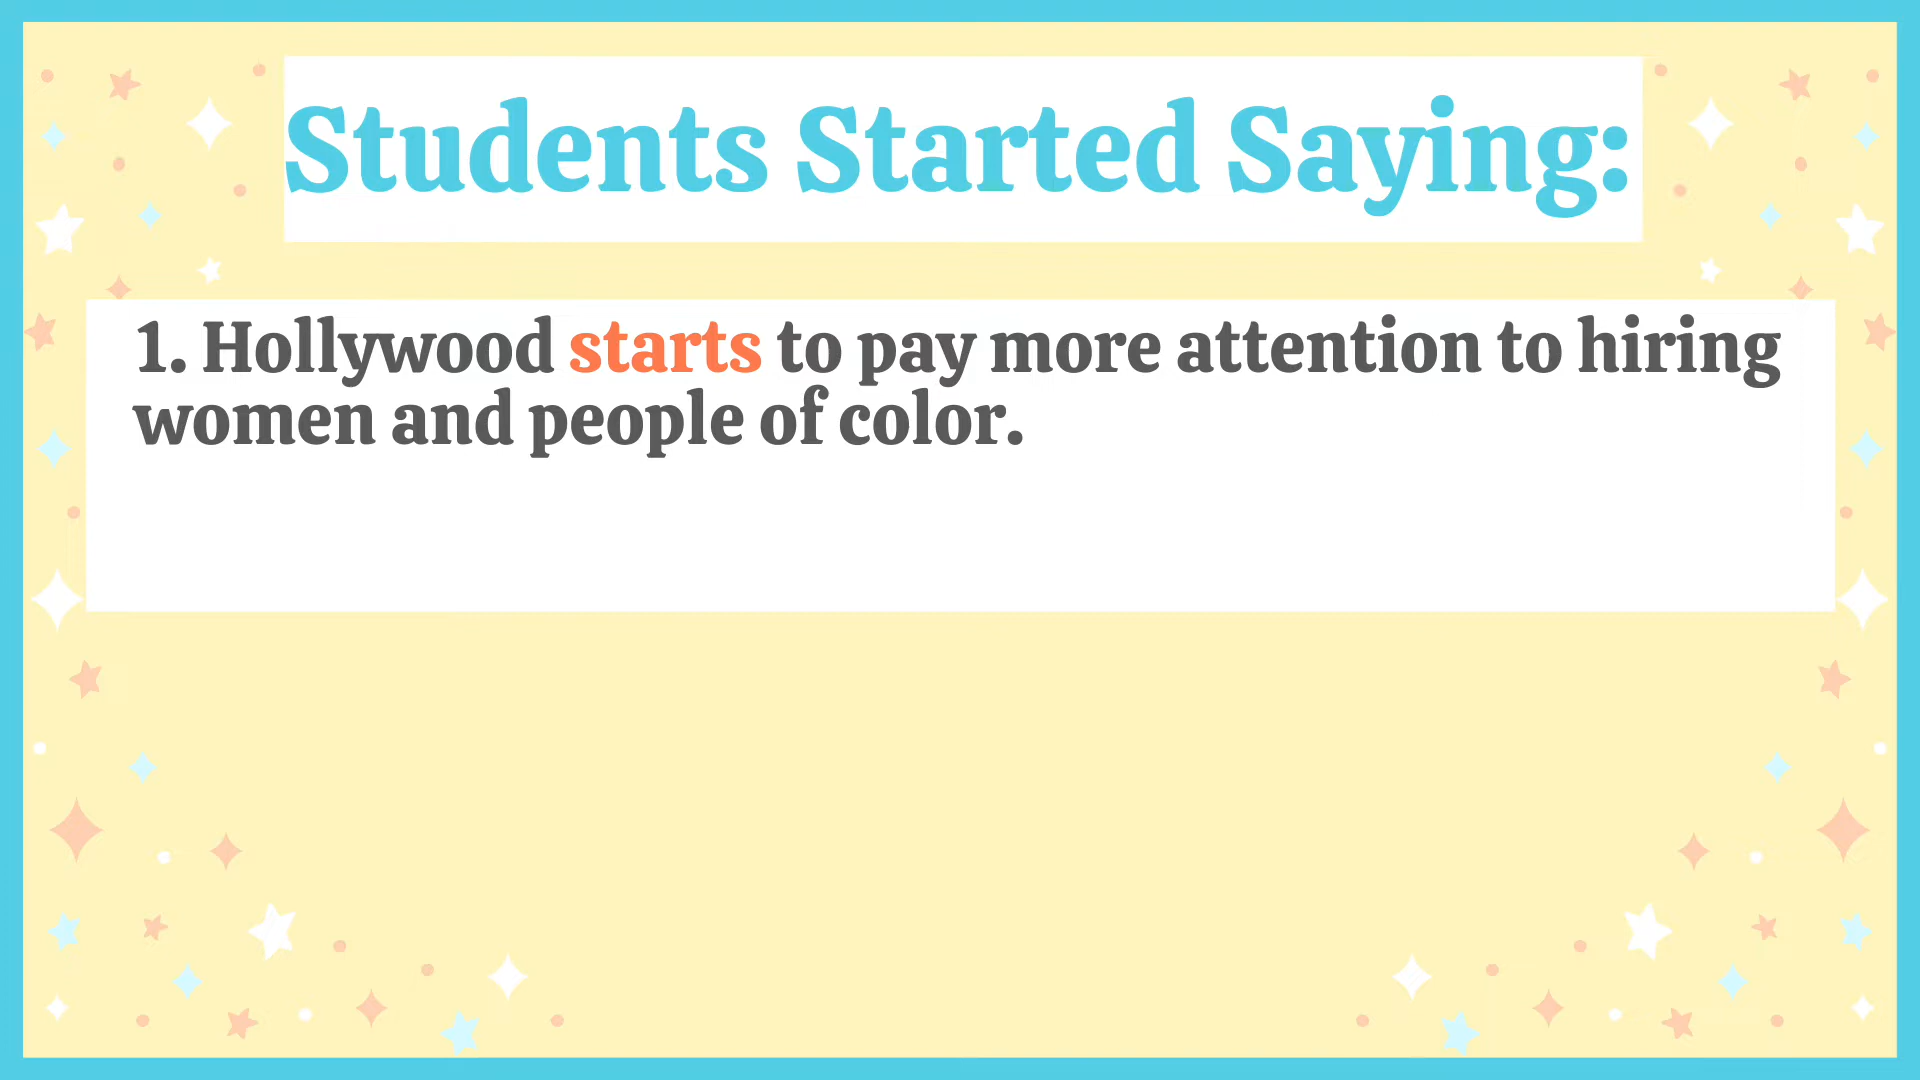 Students Started Saying:
1. Hollywood starts to pay more attention to hiring
women and people of color.